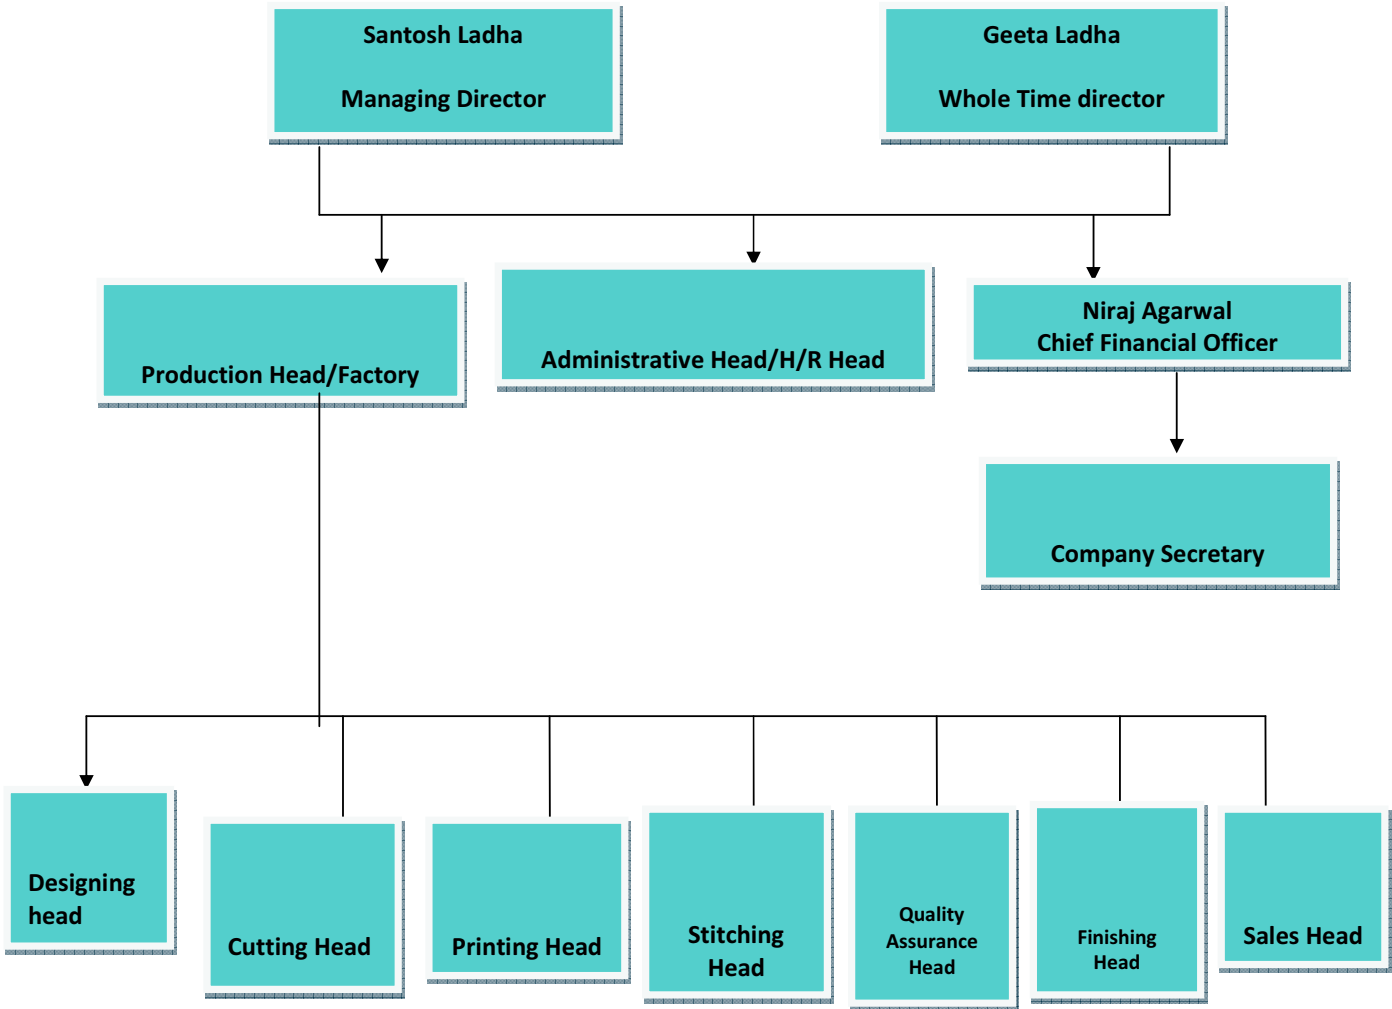 Santosh Ladha
Managing Director
Geeta Ladha
Whole Time director
Production Head/Factory
Administrative Head/H/R Head
Niraj Agarwal
Chief Financial Officer
Company Secretary
Designing
head
Cutting Head
Printing Head
Stitching
Head
Quality
Assurance
Head
Finishing
Head
Sales Head